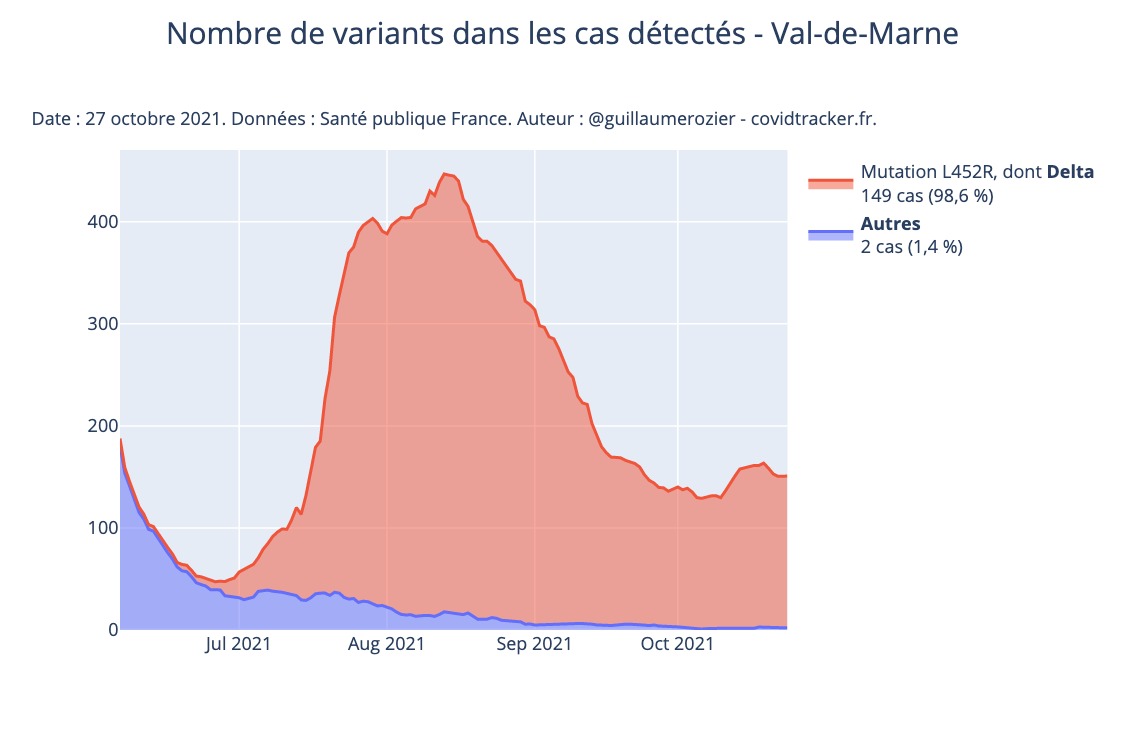 Nombre de variants dans les cas détectés - Val-de-Marne
Date : 27 octobre 2021. Données : Santé publique France. Auteur : @guillaumerozier - covidtracker.fr.
Mutation L452R, dont Delta
149 cas (98,6 %)
Autres
2 cas (1,4 %)
400
300
200
100
0
Jul 2021
Aug 2021
Sep 2021
Oct 2021